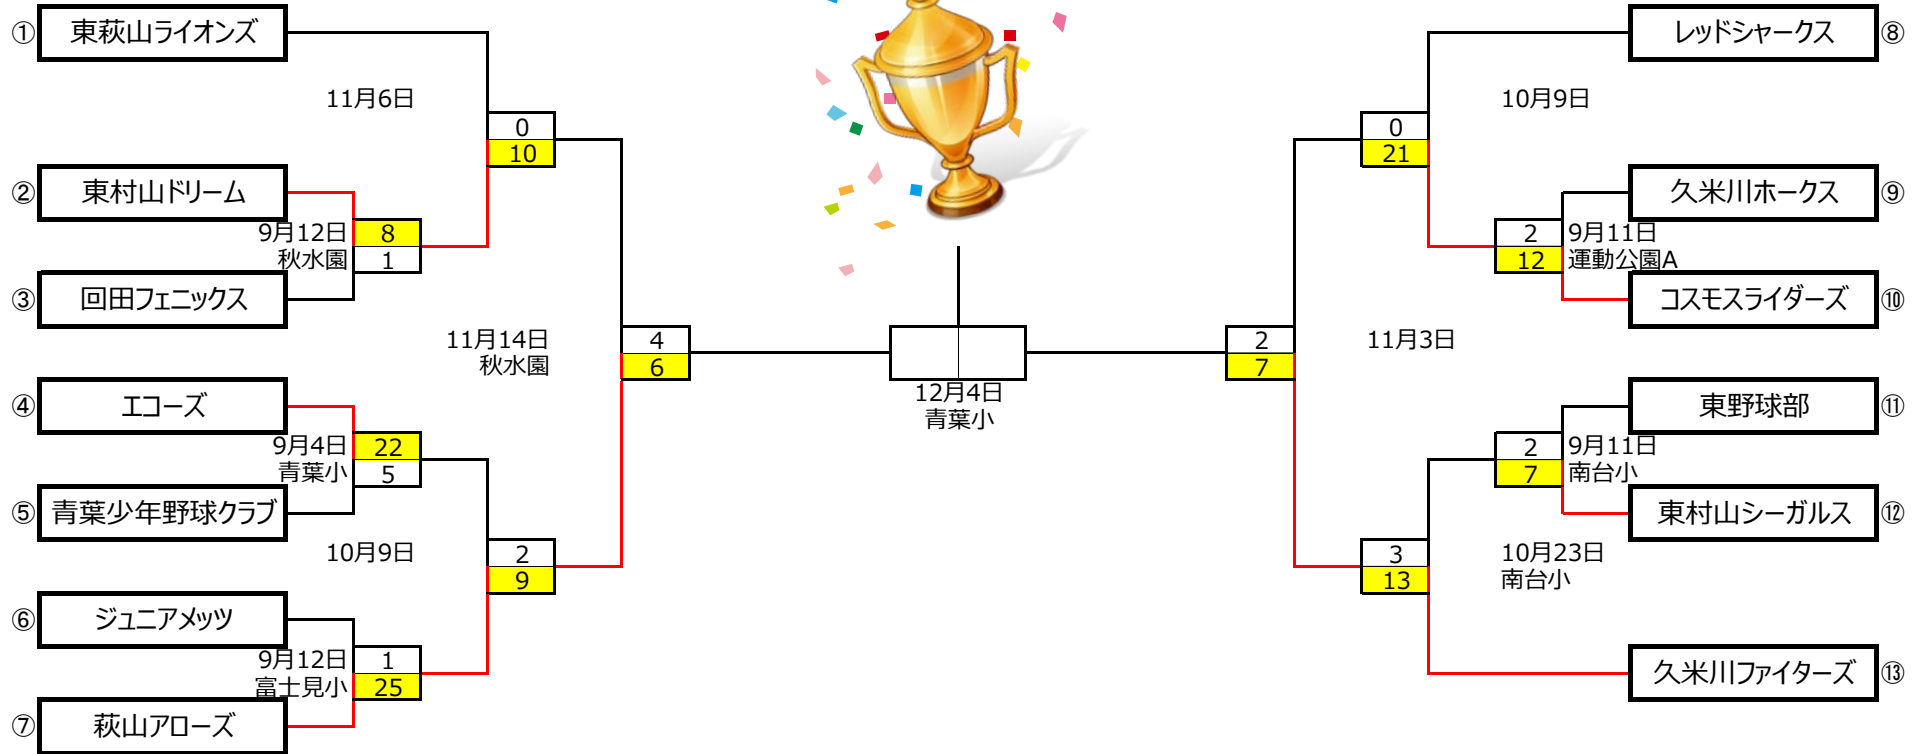 ① 東萩山ライオンズ
11月6日
0
10
② 東村山ドリーム
9月12日
秋水園
8
1
③ 回田フェニックス
11月14日
秋水園
4
6
④ エコーズ
9月4日
青葉小
22
5
⑤ 青葉少年野球クラブ
10月9日
2
9
⑥ ジュニアメッツ
9月12日
富士見小
1
25
⑦ 萩山アローズ
12月4日
青葉小
レッドシャークス ⑧
10月9日
0
21
久米川ホークス ⑨
2
12
9月11日
運動公園A
コスモスライダーズ ⑩
2
7
11月3日
東野球部 ⑪
2
7
9月11日
南台小
東村山シーガルス ⑫
3
13
10月23日
南台小
久米川ファイターズ ⑬